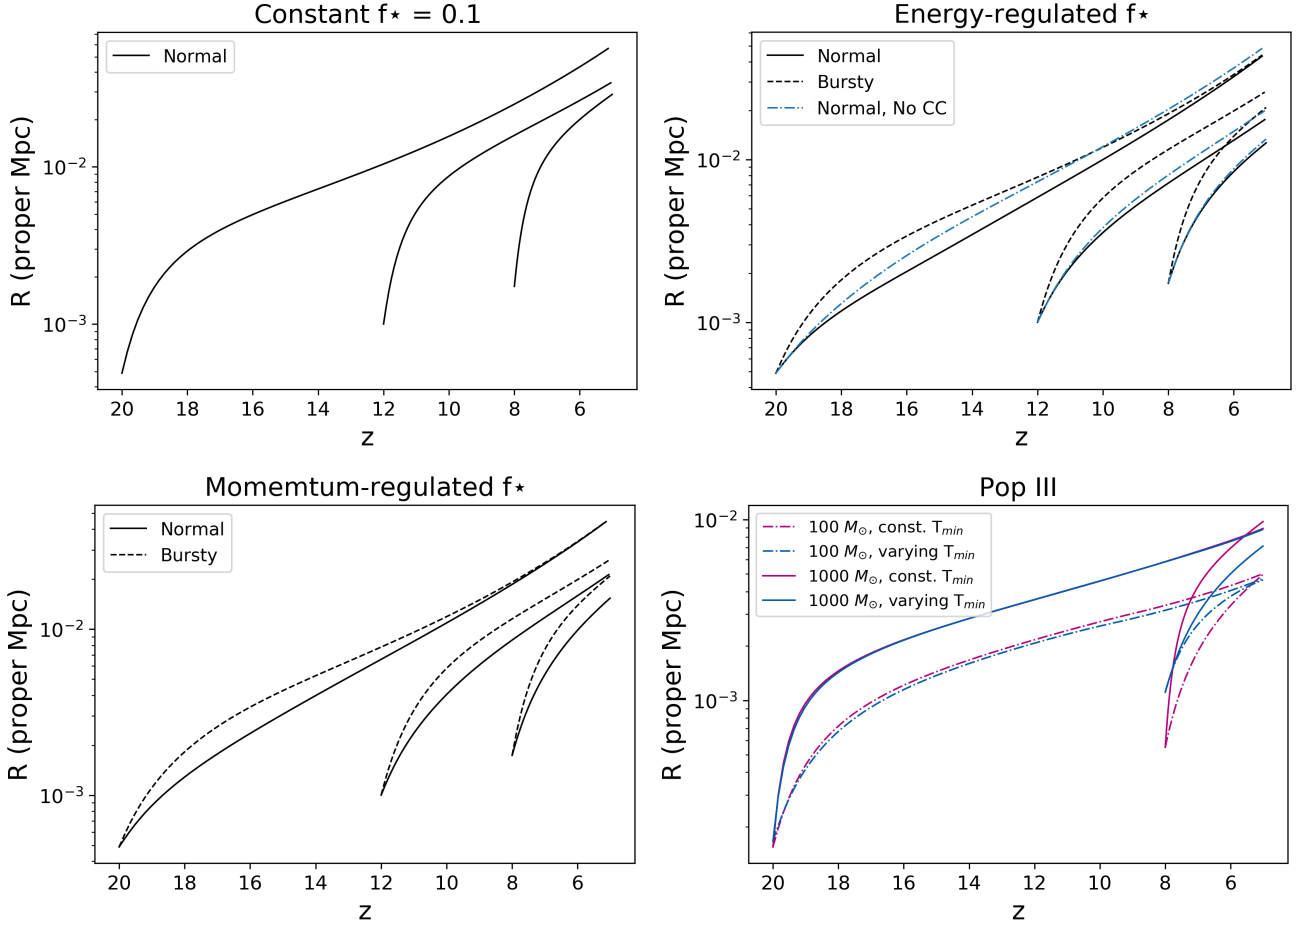 Constant f⋆ = 0.1
Normal
R (proper Mpc)
10⁻²
10⁻³
20 18 16 14 12 10 8 6
z
Energy-regulated f⋆
Normal
Bursty
Normal, No CC
R (proper Mpc)
10⁻²
10⁻³
20 18 16 14 12 10 8 6
z
Momemtum-regulated f⋆
Normal
Bursty
R (proper Mpc)
10⁻²
10⁻³
20 18 16 14 12 10 8 6
z
Pop III
100 M⊙, const. Tmin
100 M⊙, varying Tmin
1000 M⊙, const. Tmin
1000 M⊙, varying Tmin
R (proper Mpc)
10⁻²
10⁻³
20 18 16 14 12 10 8 6
z